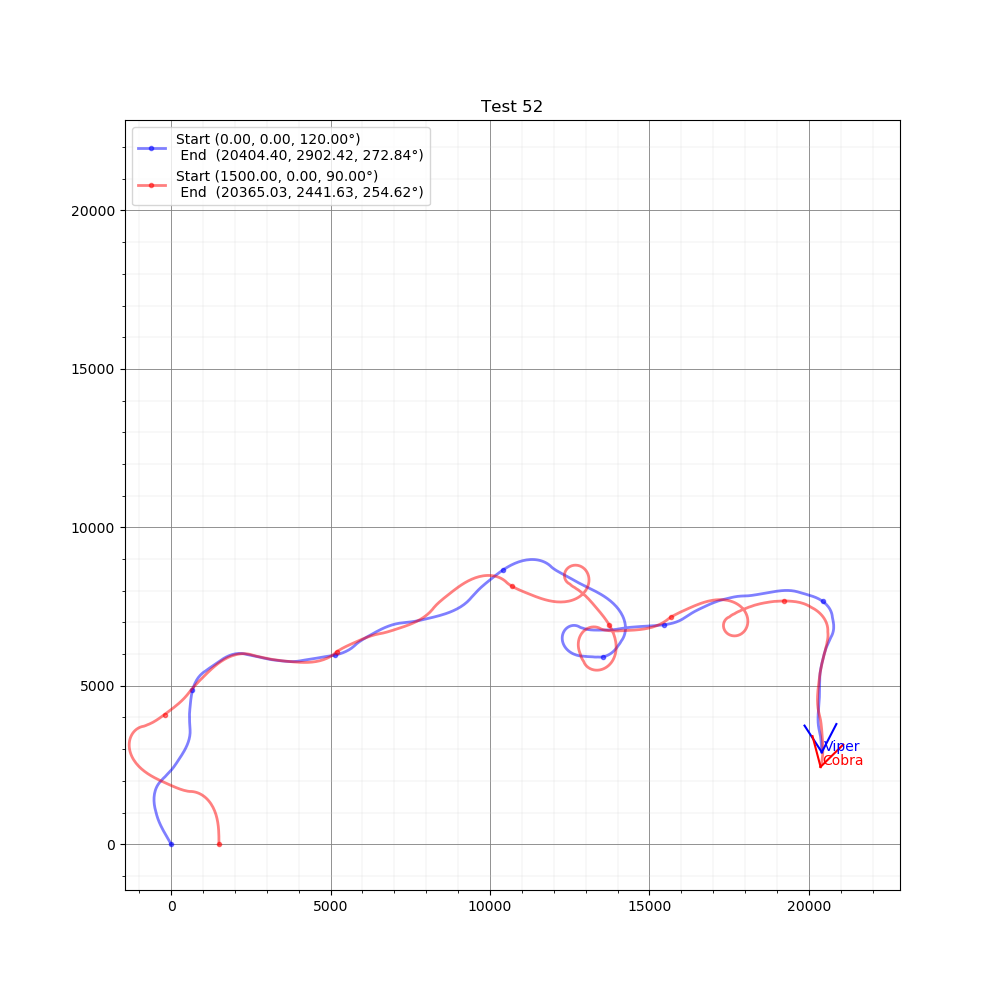 Test 52
Start (0.00, 0.00, 120.00°)
End (20404.40, 2902.42, 272.84°)
Start (1500.00, 0.00, 90.00°)
End (20365.03, 2441.63, 254.62°)
20000
15000
10000
5000
0
Viper
Cobra
0 5000 10000 15000 20000